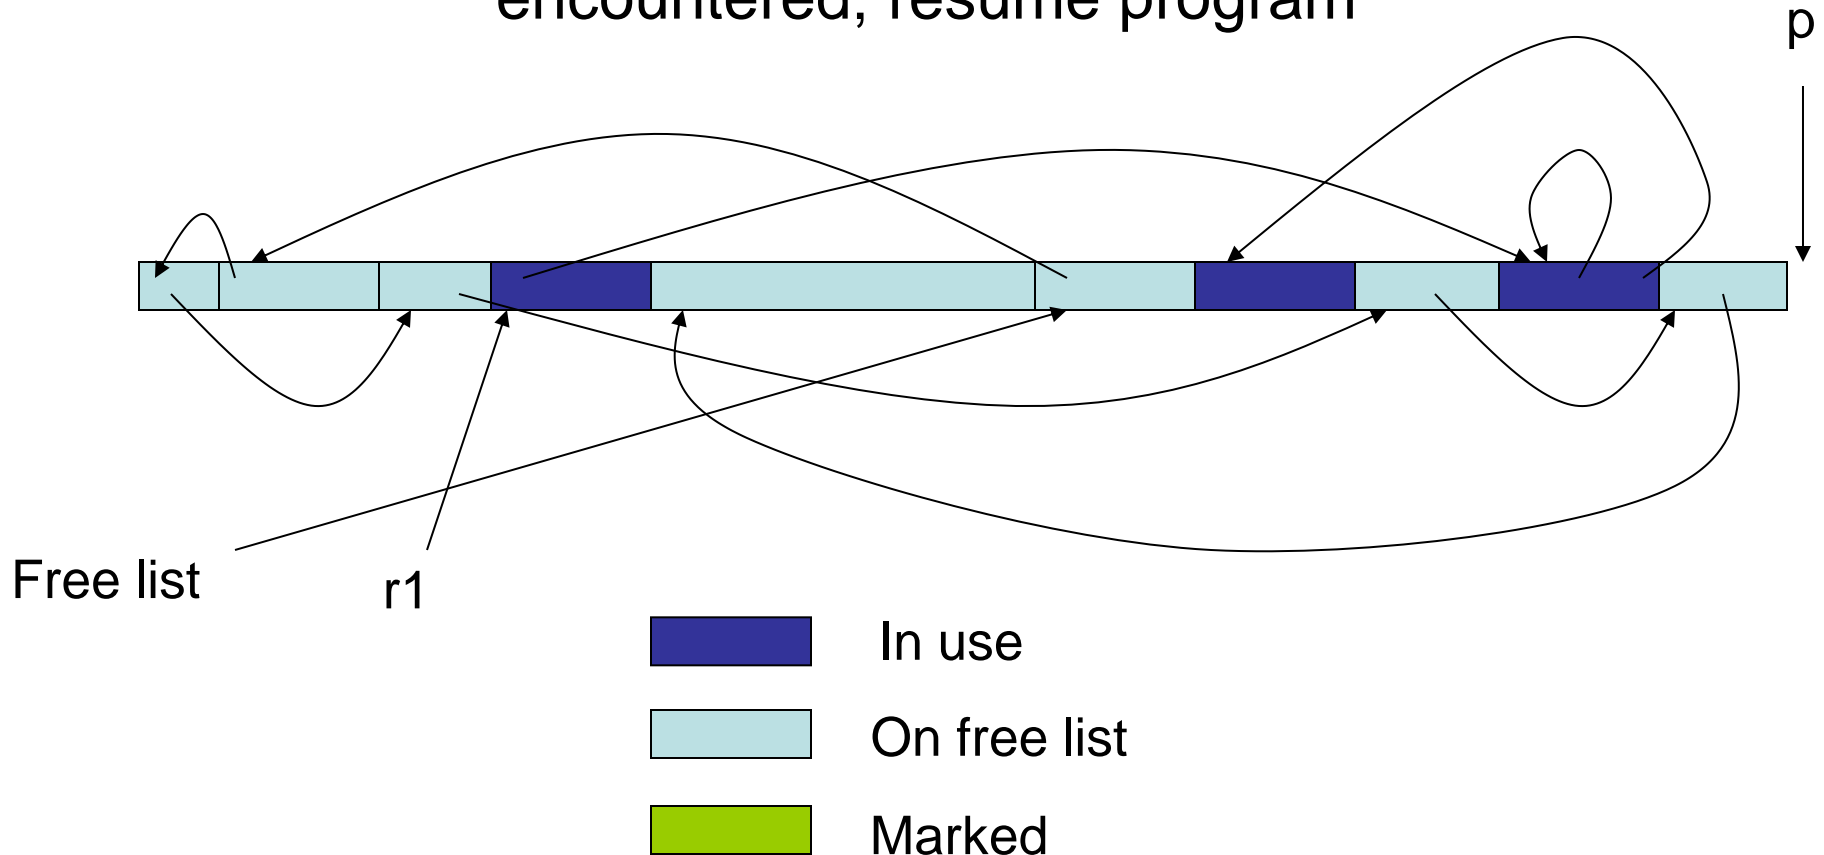 encountered, resume program
p
Free list
r1
In use
On free list
Marked